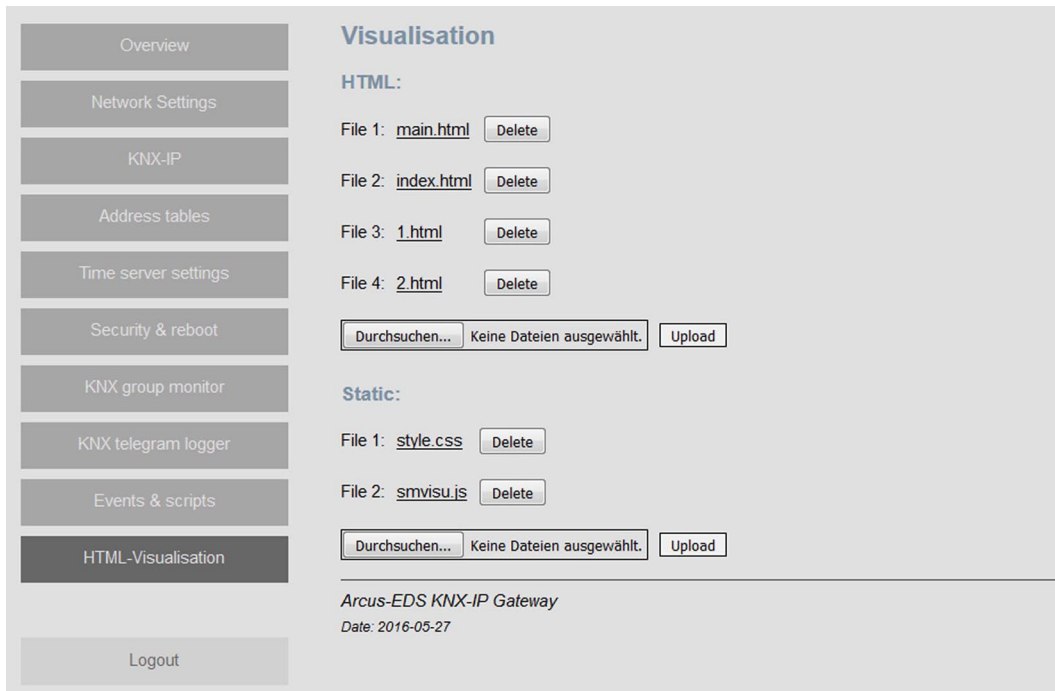 Overview
Network Settings
KNX-IP
Address tables
Time server settings
Security & reboot
KNX group monitor
KNX telegram logger
Events & scripts
HTML-Visualisation
Logout
Visualisation
HTML:
File 1: main.html Delete
File 2: index.html Delete
File 3: 1.html Delete
File 4: 2.html Delete
Durchsuchen... Keine Dateien ausgewählt. Upload
Static:
File 1: style.css Delete
File 2: smvisu.js Delete
Durchsuchen... Keine Dateien ausgewählt. Upload
Arcus-EDS KNX-IP Gateway
Date: 2016-05-27